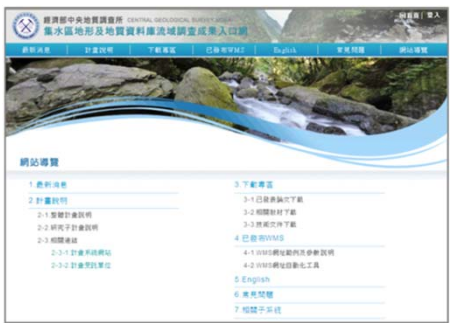 經濟部中央地質調查所 CENTRAL GEOLOGICAL SURVEY, MOEA
集水區地形及地質資料庫流域調查成果入口網
回首頁 | 登入
最新消息 計畫說明 下載專區 已發布WMS English 常見問題 網站導覽
網站導覽
1.最新消息
2.計畫說明
2-1.整體計畫說明
2-2.研究子計畫說明
2-3.相關連結
2-3-1 計畫系統網站
2-3-2 計畫受託單位
3.下載專區
3-1.已發表論文下載
3-2.相關教材下載
3-3.技術文件下載
4.已發布WMS
4-1.WMS網址範例及參數說明
4-2.WMS網址自動化工具
5.English
6.常見問題
7.相關子系統